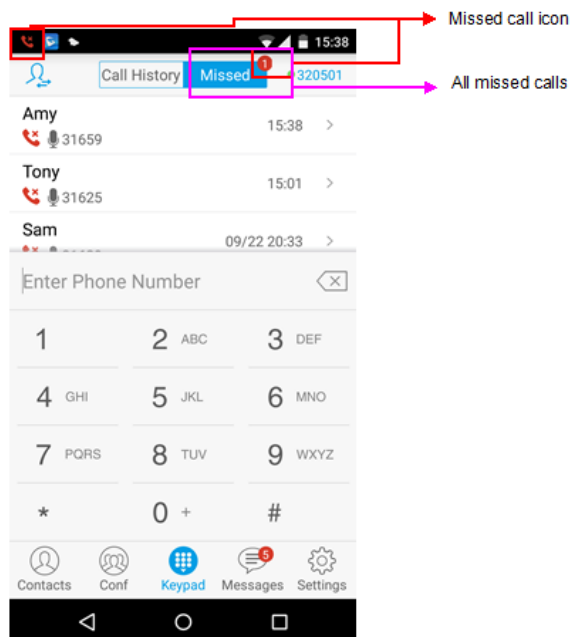 Missed call icon
15:38
Call History Missed 1 320501
All missed calls
Amy
31659
15:38
Tony
31625
15:01
Sam
09/22 20:33
Enter Phone Number
1 2 ABC 3 DEF
4 GHI 5 JKL 6 MNO
7 PQRS 8 TUV 9 WXYZ
* 0 + #
5
Contacts Conf Keypad Messages Settings